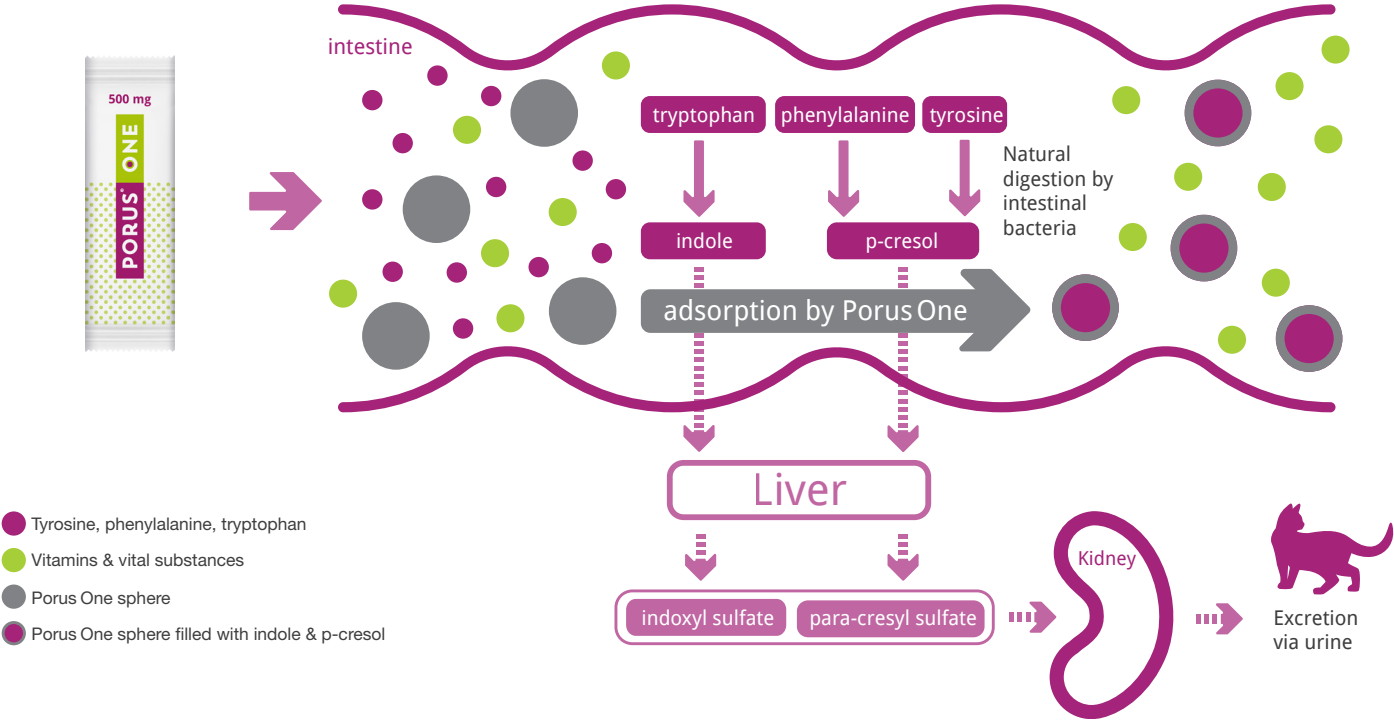 500 mg
PORUS® ONE
intestine
tryptophan
phenylalanine
tyrosine
Natural
digestion by
intestinal
bacteria
indole
p-cresol
adsorption by Porus One
Liver
indoxyl sulfate
para-cresyl sulfate
Kidney
Excretion
via urine
Tyrosine, phenylalanine, tryptophan
Vitamins & vital substances
Porus One sphere
Porus One sphere filled with indole & p-cresol